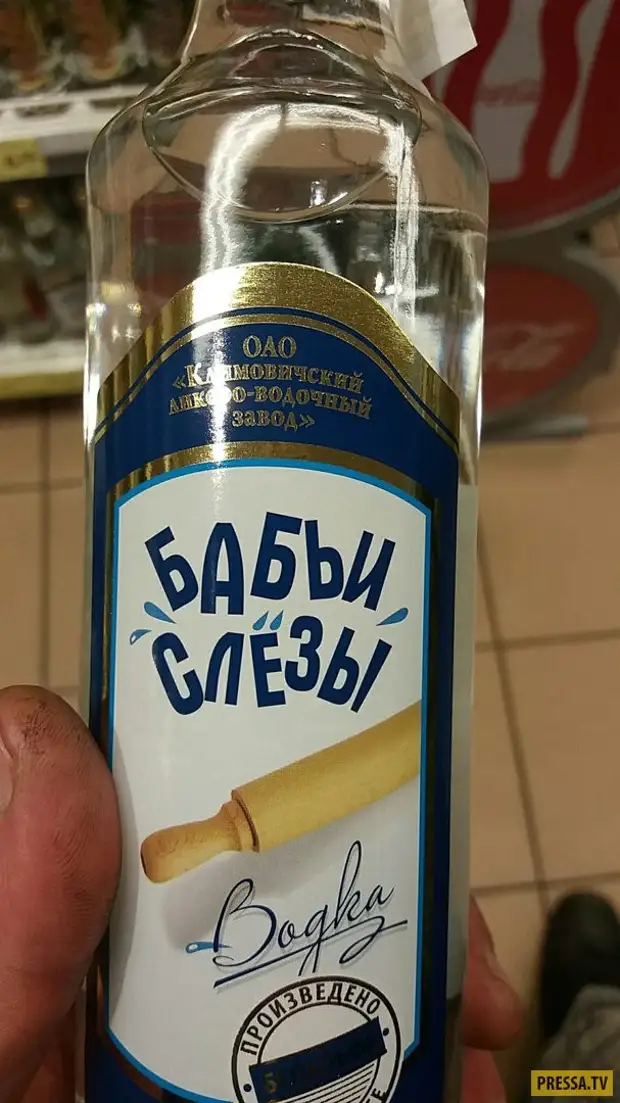 ОАО
«Климовичский
ликеро-водочный
завод»
БАБЬИ
СЛЁЗЫ
Водка
ПРОИЗВЕДЕНО
PRESSA.TV